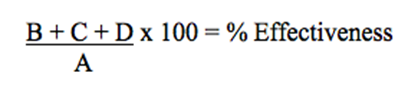 B + C + D x 100 = % Effectiveness
A